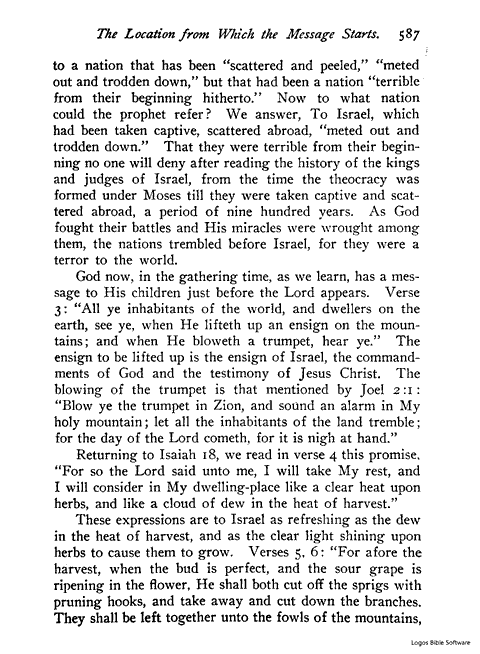 The Location from Which the Message Starts. 587
to a nation that has been “scattered and peeled,” “meted
out and trodden down,” but that had been a nation “terrible
from their beginning hitherto.” Now to what nation
could the prophet refer? We answer, To Israel, which
had been taken captive, scattered abroad, “meted out and
trodden down.” That they were terrible from their begin-
ning no one will deny after reading the history of the kings
and judges of Israel, from the time the theocracy was
formed under Moses till they were taken captive and scat-
tered abroad, a period of nine hundred years. As God
fought their battles and His miracles were wrought among
them, the nations trembled before Israel, for they were a
terror to the world.
God now, in the gathering time, as we learn, has a mes-
sage to His children just before the Lord appears. Verse
3: “All ye inhabitants of the world, and dwellers on the
earth, see ye, when He lifteth up an ensign on the moun-
tains; and when He bloweth a trumpet, hear ye.” The
ensign to be lifted up is the ensign of Israel, the command-
ments of God and the testimony of Jesus Christ. The
blowing of the trumpet is that mentioned by Joel 2:1:
“Blow ye the trumpet in Zion, and sound an alarm in My
holy mountain; let all the inhabitants of the land tremble;
for the day of the Lord cometh, for it is nigh at hand.”
Returning to Isaiah 18, we read in verse 4 this promise.
“For so the Lord said unto me, I will take My rest, and
I will consider in My dwelling-place like a clear heat upon
herbs, and like a cloud of dew in the heat of harvest.”
These expressions are to Israel as refreshing as the dew
in the heat of harvest, and as the clear light shining upon
herbs to cause them to grow. Verses 5, 6: “For afore the
harvest, when the bud is perfect, and the sour grape is
ripening in the flower, He shall both cut off the sprigs with
pruning hooks, and take away and cut down the branches.
They shall be left together unto the fowls of the mountains,
Logos Bible Software